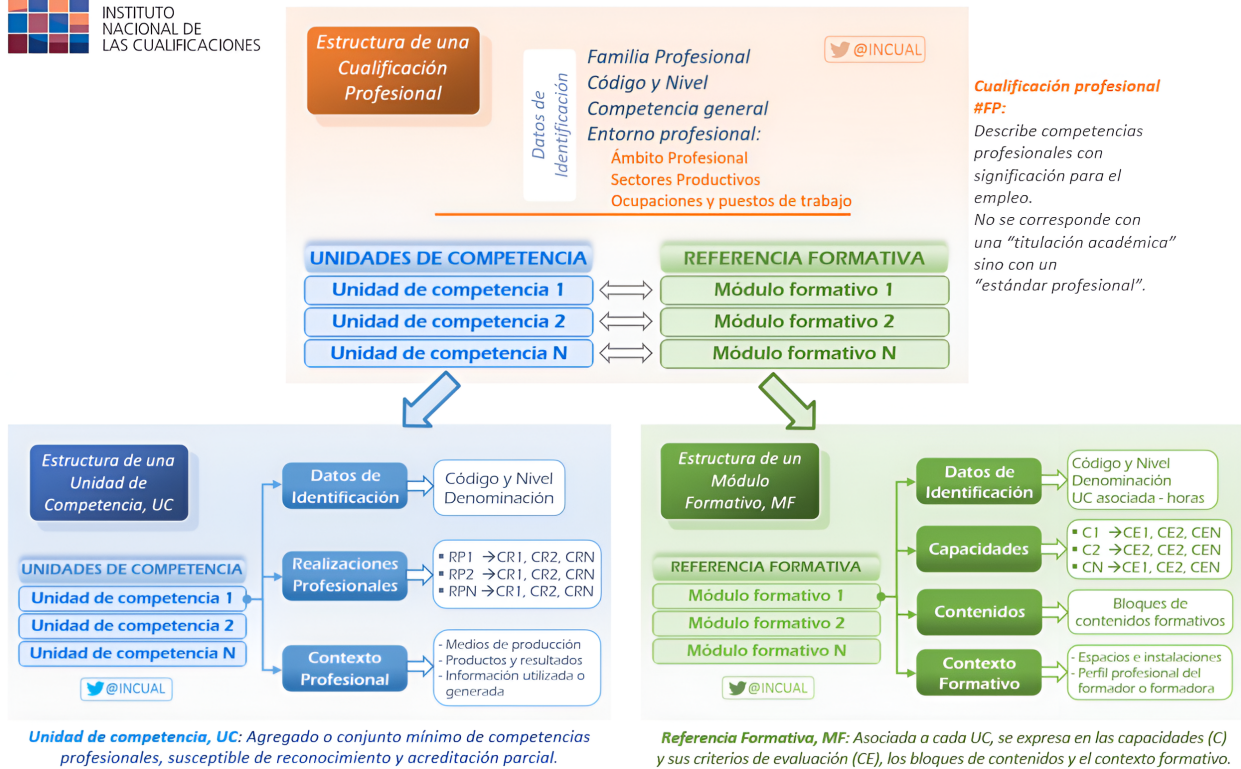 INSTITUTO
NACIONAL DE
LAS CUALIFICACIONES
Estructura de una
Cualificación
Profesional
Datos de
Identificación
Familia Profesional
Código y Nivel
Competencia general
Entorno profesional:
Ámbito Profesional
Sectores Productivos
Ocupaciones y puestos de trabajo
@INCUAL
Cualificación profesional
#FP:
Describe competencias
profesionales con
significación para el
empleo.
No se corresponde con
una “titulación académica”
sino con un
“estándar profesional”.
UNIDADES DE COMPETENCIA
Unidad de competencia 1
Unidad de competencia 2
Unidad de competencia N
REFERENCIA FORMATIVA
Módulo formativo 1
Módulo formativo 2
Módulo formativo N
Estructura de una
Unidad de
Competencia, UC
UNIDADES DE COMPETENCIA
Unidad de competencia 1
Unidad de competencia 2
Unidad de competencia N
@INCUAL
Datos de
Identificación
Código y Nivel
Denominación
Realizaciones
Profesionales
▪ RP1 →CR1, CR2, CRN
▪ RP2 →CR1, CR2, CRN
▪ RPN →CR1, CR2, CRN
Contexto
Profesional
- Medios de producción
- Productos y resultados
- Información utilizada o
generada
Unidad de competencia, UC: Agregado o conjunto mínimo de competencias
profesionales, susceptible de reconocimiento y acreditación parcial.
Estructura de un
Módulo
Formativo, MF
REFERENCIA FORMATIVA
Módulo formativo 1
Módulo formativo 2
Módulo formativo N
@INCUAL
Datos de
Identificación
Código y Nivel
Denominación
UC asociada - horas
Capacidades
▪ C1 →CE1, CE2, CEN
▪ C2 →CE2, CE2, CEN
▪ CN →CE1, CE2, CEN
Contenidos
Bloques de
contenidos formativos
Contexto
Formativo
- Espacios e instalaciones
- Perfil profesional del
formador o formadora
Referencia Formativa, MF: Asociada a cada UC, se expresa en las capacidades (C)
y sus criterios de evaluación (CE), los bloques de contenidos y el contexto formativo.